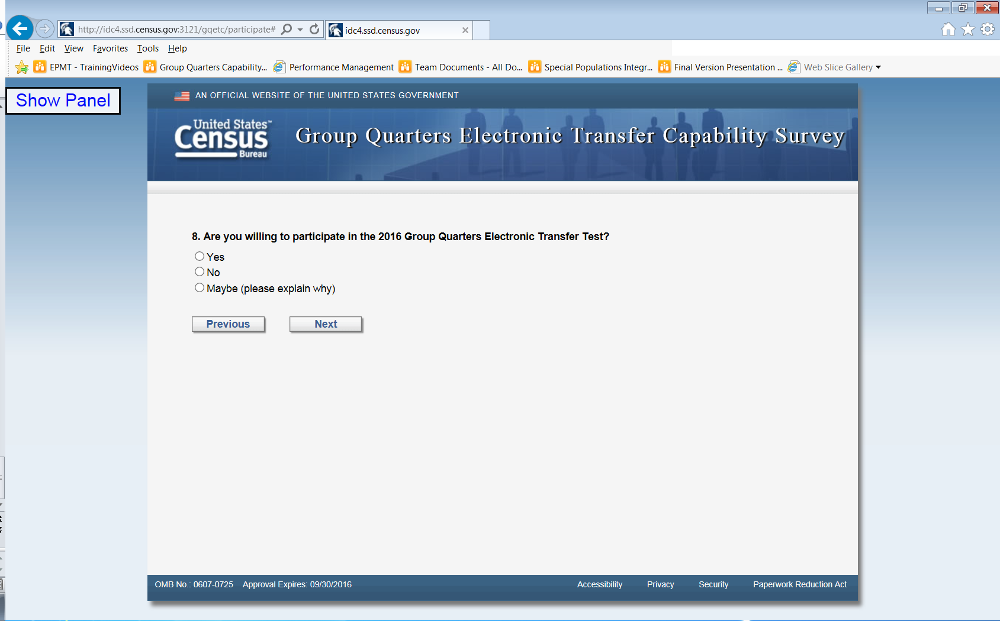 http://idc4.ssd.census.gov:3121/gqetc/participate#
idc4.ssd.census.gov
File Edit View Favorites Tools Help
EPMT - TrainingVideos Group Quarters Capability... Performance Management Team Documents - All Do... Special Populations Integr... Final Version Presentation ... Web Slice Gallery
Show Panel
AN OFFICIAL WEBSITE OF THE UNITED STATES GOVERNMENT
United States™
Census
Bureau
Group Quarters Electronic Transfer Capability Survey
8. Are you willing to participate in the 2016 Group Quarters Electronic Transfer Test?
Yes
No
Maybe (please explain why)
Previous Next
OMB No.: 0607-0725 Approval Expires: 09/30/2016 Accessibility Privacy Security Paperwork Reduction Act